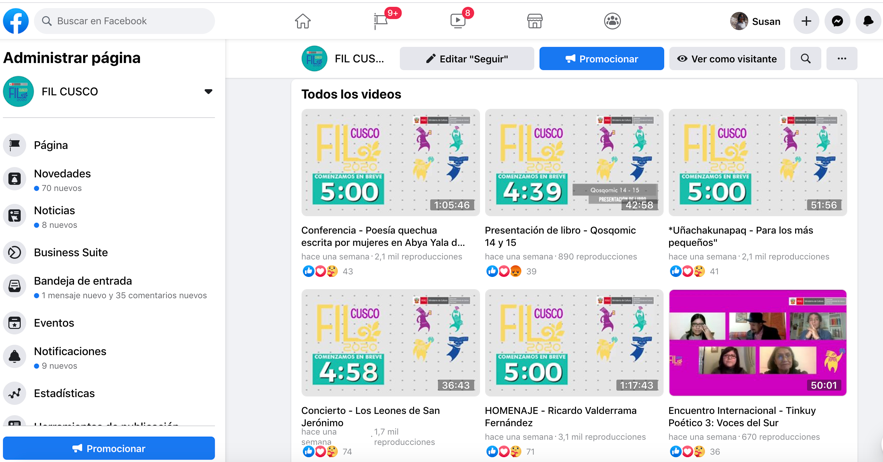 Buscar en Facebook
9+
8
Susan
Administrar página
FIL CUSCO
Página
Novedades
70 nuevos
Noticias
8 nuevos
Business Suite
Bandeja de entrada
1 mensaje nuevo y 35 comentarios nuevos
Eventos
Notificaciones
9 nuevos
Estadísticas
Herramientas de publicación
Promocionar
FIL CUS...
Editar "Seguir"
Promocionar
Ver como visitante
Todos los videos
FIL CUSCO
COMENZAMOS EN BREVE
5:00
1:05:46
Conferencia - Poesía quechua
escrita por mujeres en Abya Yala d...
hace una semana · 2,1 mil reproducciones
43
FIL CUSCO
COMENZAMOS EN BREVE
4:39
Qosqomic 14 - 15
PRESENTACIÓN DE LIBRO
42:58
Presentación de libro - Qosqomic
14 y 15
hace una semana · 890 reproducciones
39
FIL CUSCO
COMENZAMOS EN BREVE
5:00
51:56
*Uñachakunapaq - Para los más
pequeños"
hace una semana · 2,1 mil reproducciones
41
FIL CUSCO
COMENZAMOS EN BREVE
4:58
36:43
Concierto - Los Leones de San
Jerónimo
hace una
semana
· 1,7 mil
reproducciones
74
FIL CUSCO
COMENZAMOS EN BREVE
5:00
1:17:43
HOMENAJE - Ricardo Valderrama
Fernández
hace una semana · 3,1 mil reproducciones
71
50:01
Encuentro Internacional - Tinkuy
Poético 3: Voces del Sur
hace una semana · 670 reproducciones
36